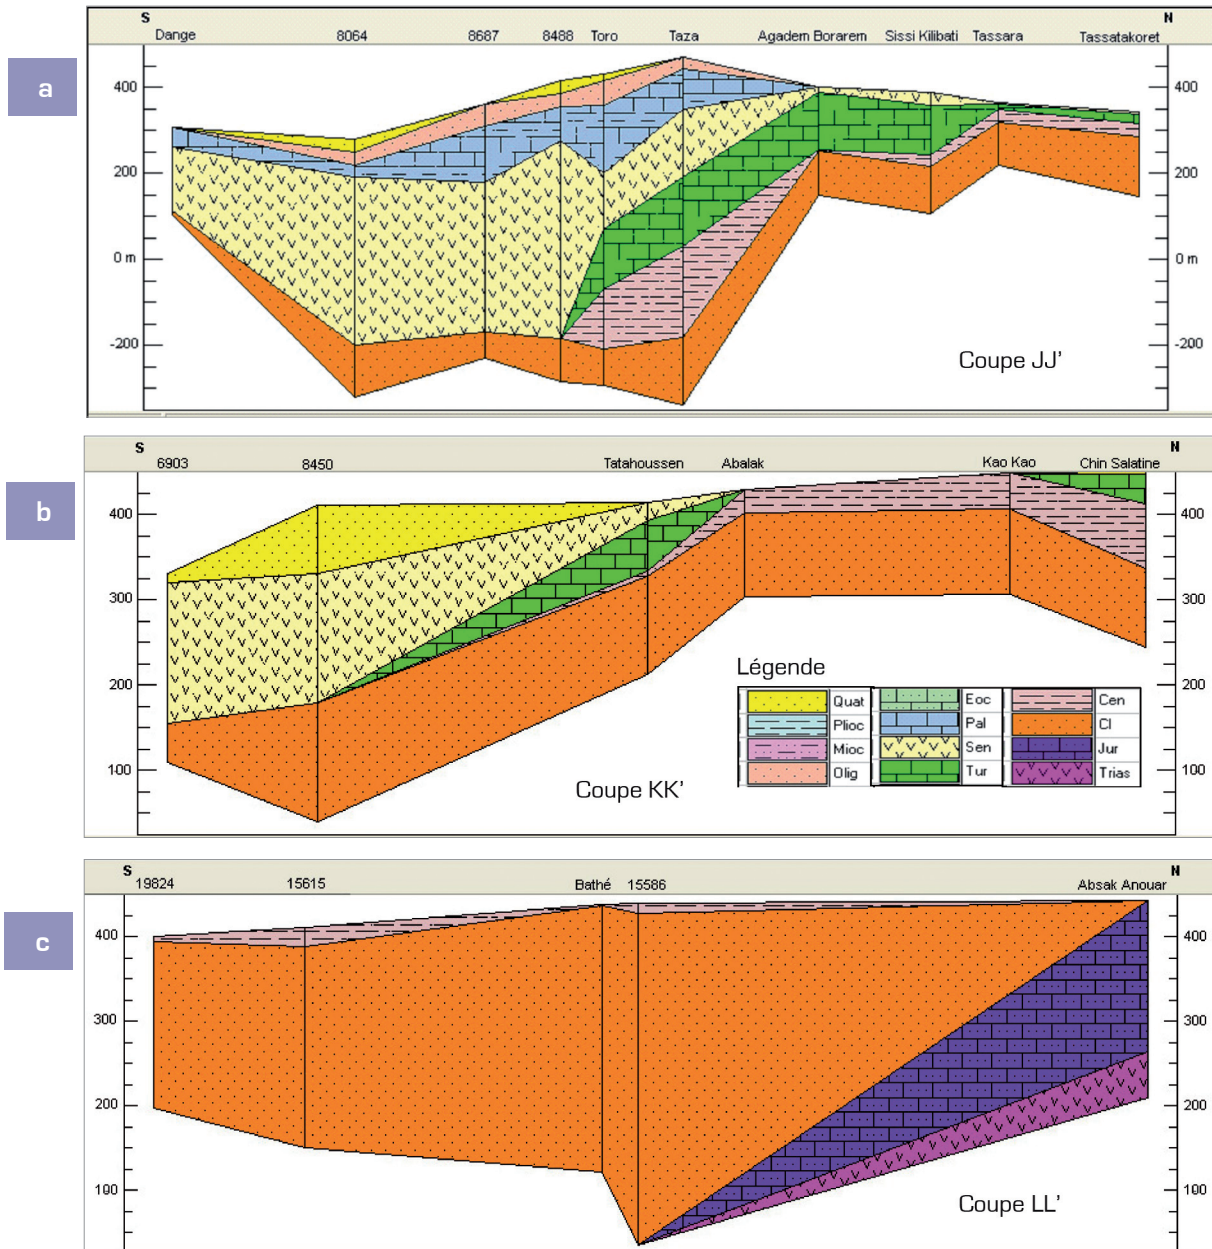 a
S N
Dange 8064 8687 8488 Toro Taza Agadem Borarem Sissi Kilibati Tassara Tassatakoret
400 400
200 200
0 m 0 m
-200 -200
Coupe JJ'
b
S N
6903 8450 Tatahoussen Abalak Kao Kao Chin Salatine
400 400
300 300
200 200
100 100
Légende
Quat Eoc Cen
Plioc Pal CI
Mioc Sen Jur
Olig Tur Trias
Coupe KK'
c
S N
19824 15615 Bathé 15586 Absak Anouar
400 400
300 300
200 200
100 100
Coupe LL'